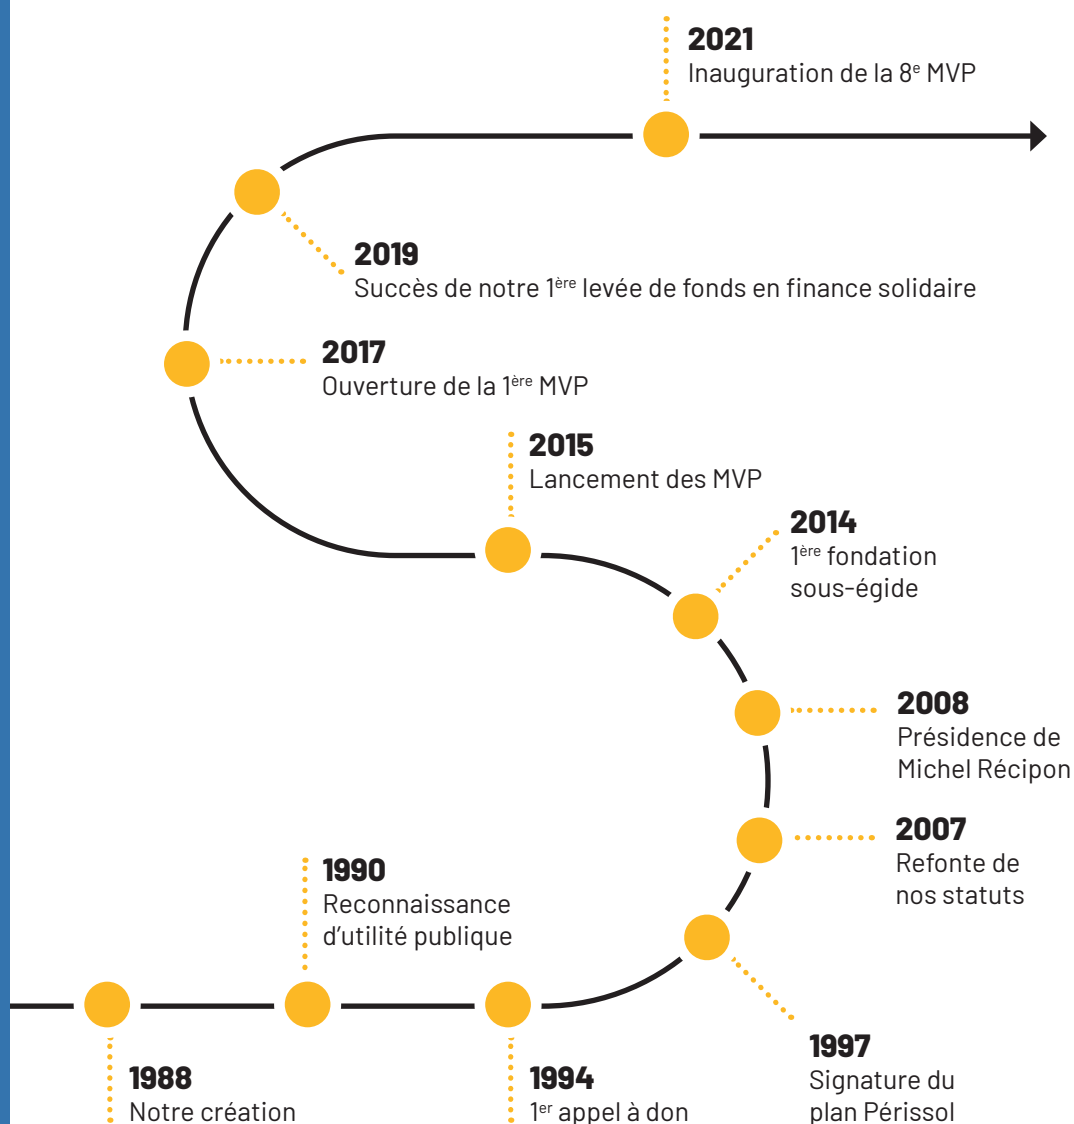 2021
Inauguration de la 8e MVP
2019
Succès de notre 1ère levée de fonds en finance solidaire
2017
Ouverture de la 1ère MVP
2015
Lancement des MVP
2014
1ère fondation
sous-égide
2008
Présidence de
Michel Récipon
2007
Refonte de
nos statuts
1990
Reconnaissance
d’utilité publique
1997
Signature du
plan Périssol
1988
Notre création
1994
1er appel à don